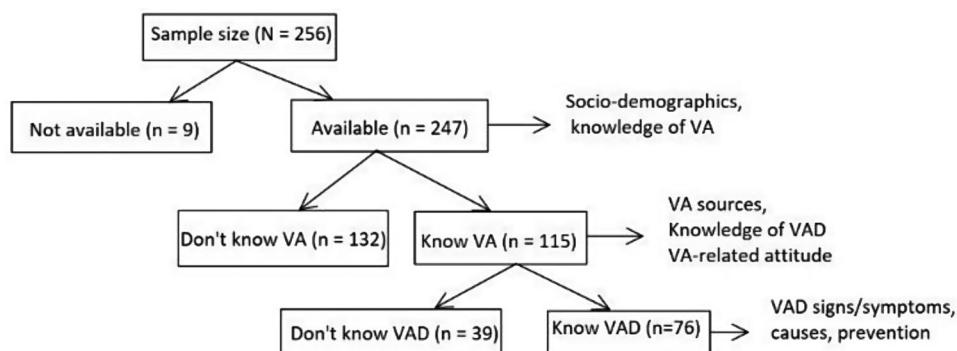 Sample size (N = 256)
Not available (n = 9)
Available (n = 247)
Socio-demographics,
knowledge of VA
Don't know VA (n = 132)
Know VA (n = 115)
VA sources,
Knowledge of VAD
VA-related attitude
Don't know VAD (n = 39)
Know VAD (n=76)
VAD signs/symptoms,
causes, prevention